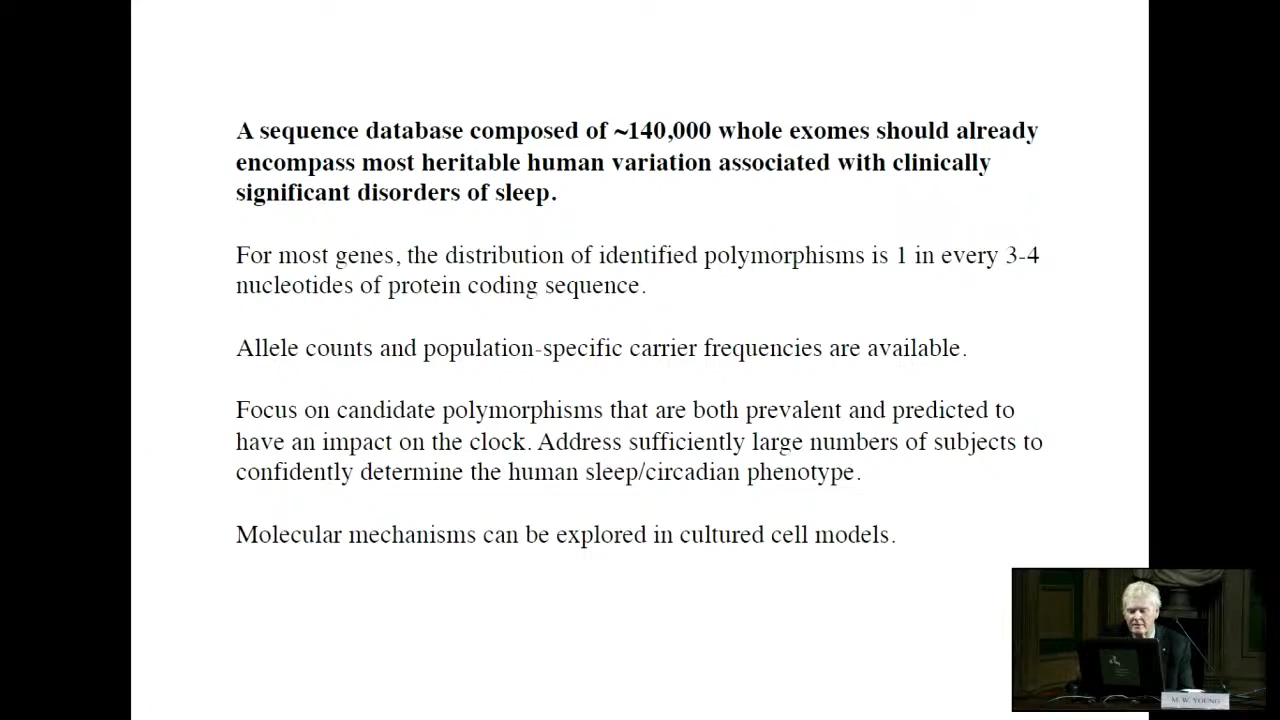 A sequence database composed of ~140,000 whole exomes should already
encompass most heritable human variation associated with clinically
significant disorders of sleep.
For most genes, the distribution of identified polymorphisms is 1 in every 3-4
nucleotides of protein coding sequence.
Allele counts and population-specific carrier frequencies are available.
Focus on candidate polymorphisms that are both prevalent and predicted to
have an impact on the clock. Address sufficiently large numbers of subjects to
confidently determine the human sleep/circadian phenotype.
Molecular mechanisms can be explored in cultured cell models.
M. W. YOUNG